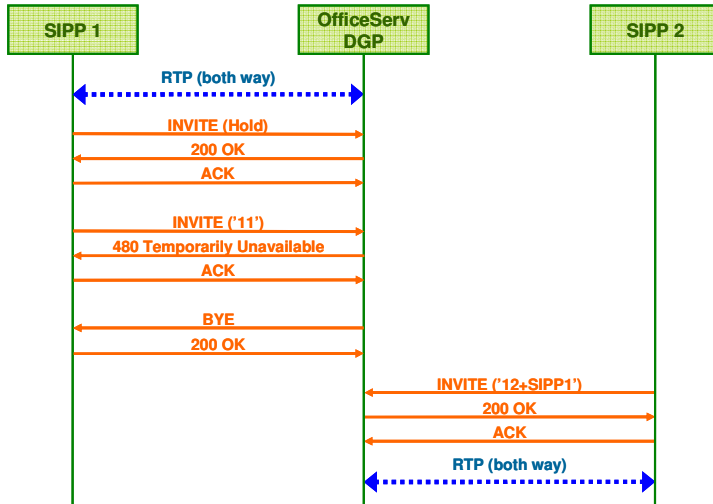 SIPP 1
OfficeServ
DGP
SIPP 2
RTP (both way)
INVITE (Hold)
200 OK
ACK
INVITE ('11')
480 Temporarily Unavailable
ACK
BYE
200 OK
INVITE ('12+SIPP1')
200 OK
ACK
RTP (both way)